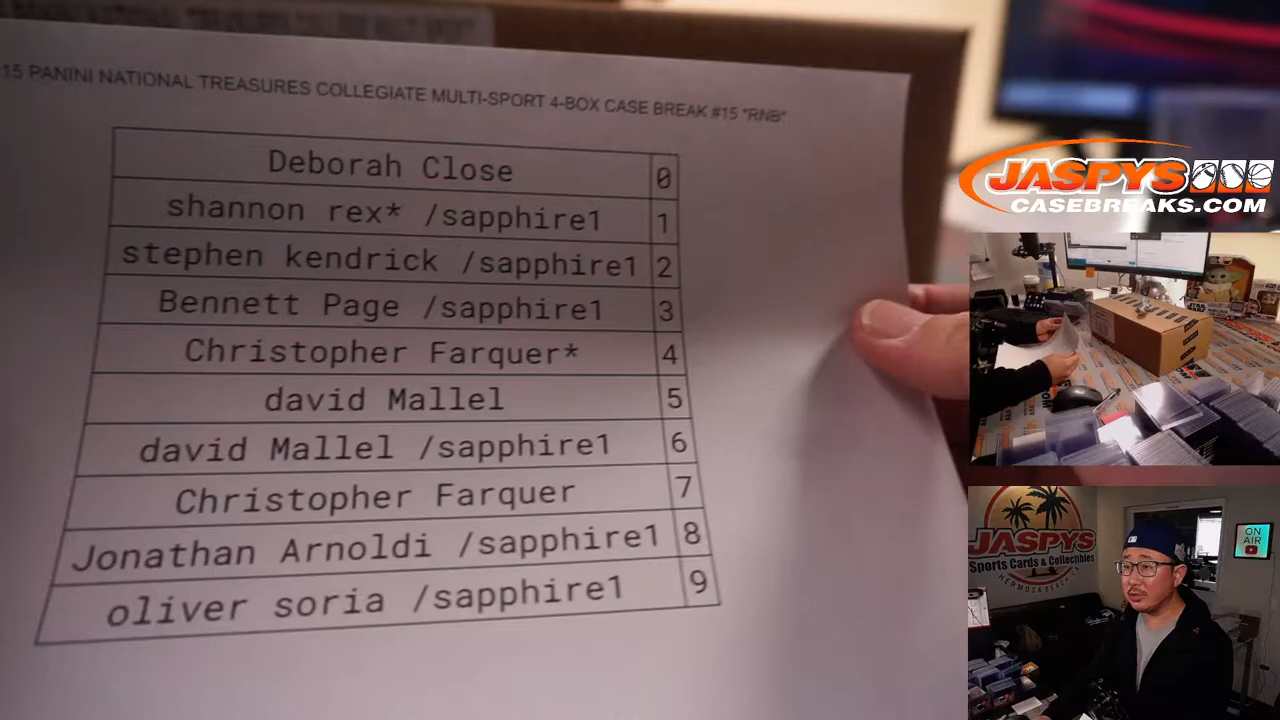 :15 PANINI NATIONAL TREASURES COLLEGIATE MULTI-SPORT 4-BOX CASE BREAK #15 "RNB"
Deborah Close 0
shannon rex* /sapphire1 1
stephen kendrick /sapphire1 2
Bennett Page /sapphire1 3
Christopher Farquer* 4
david Mallel 5
david Mallel /sapphire1 6
Christopher Farquer 7
Jonathan Arnoldi /sapphire1 8
oliver soria /sapphire1 9
JASPYS
CASEBREAKS.COM
JASPYS
Sports Cards & Collectibles
HERMOSA BEACH, CA
ON
AIR